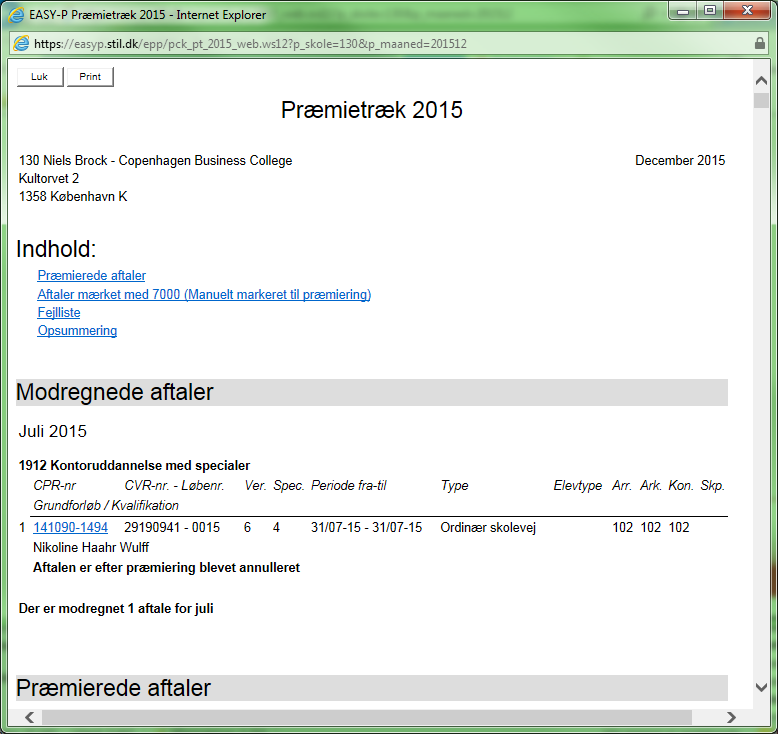 EASY-P Præmietræk 2015 - Internet Explorer
https://easyp.stil.dk/epp/pck_pt_2015_web.ws12?p_skole=130&p_maaned=201512
Luk Print
Præmietræk 2015
130 Niels Brock - Copenhagen Business College December 2015
Kultorvet 2
1358 København K
Indhold:
Præmierede aftaler
Aftaler mærket med 7000 (Manuelt markeret til præmiering)
Fejlliste
Opsummering
Modregnede aftaler
Juli 2015
1912 Kontoruddannelse med specialer
CPR-nr CVR-nr. - Løbenr. Ver. Spec. Periode fra-til Type Elevtype Arr. Ark. Kon. Skp.
Grundforløb / Kvalifikation
1 141090-1494 29190941 - 0015 6 4 31/07-15 - 31/07-15 Ordinær skolevej 102 102 102
Nikoline Haahr Wulff
Aftalen er efter præmiering blevet annulleret
Der er modregnet 1 aftale for juli
Præmierede aftaler